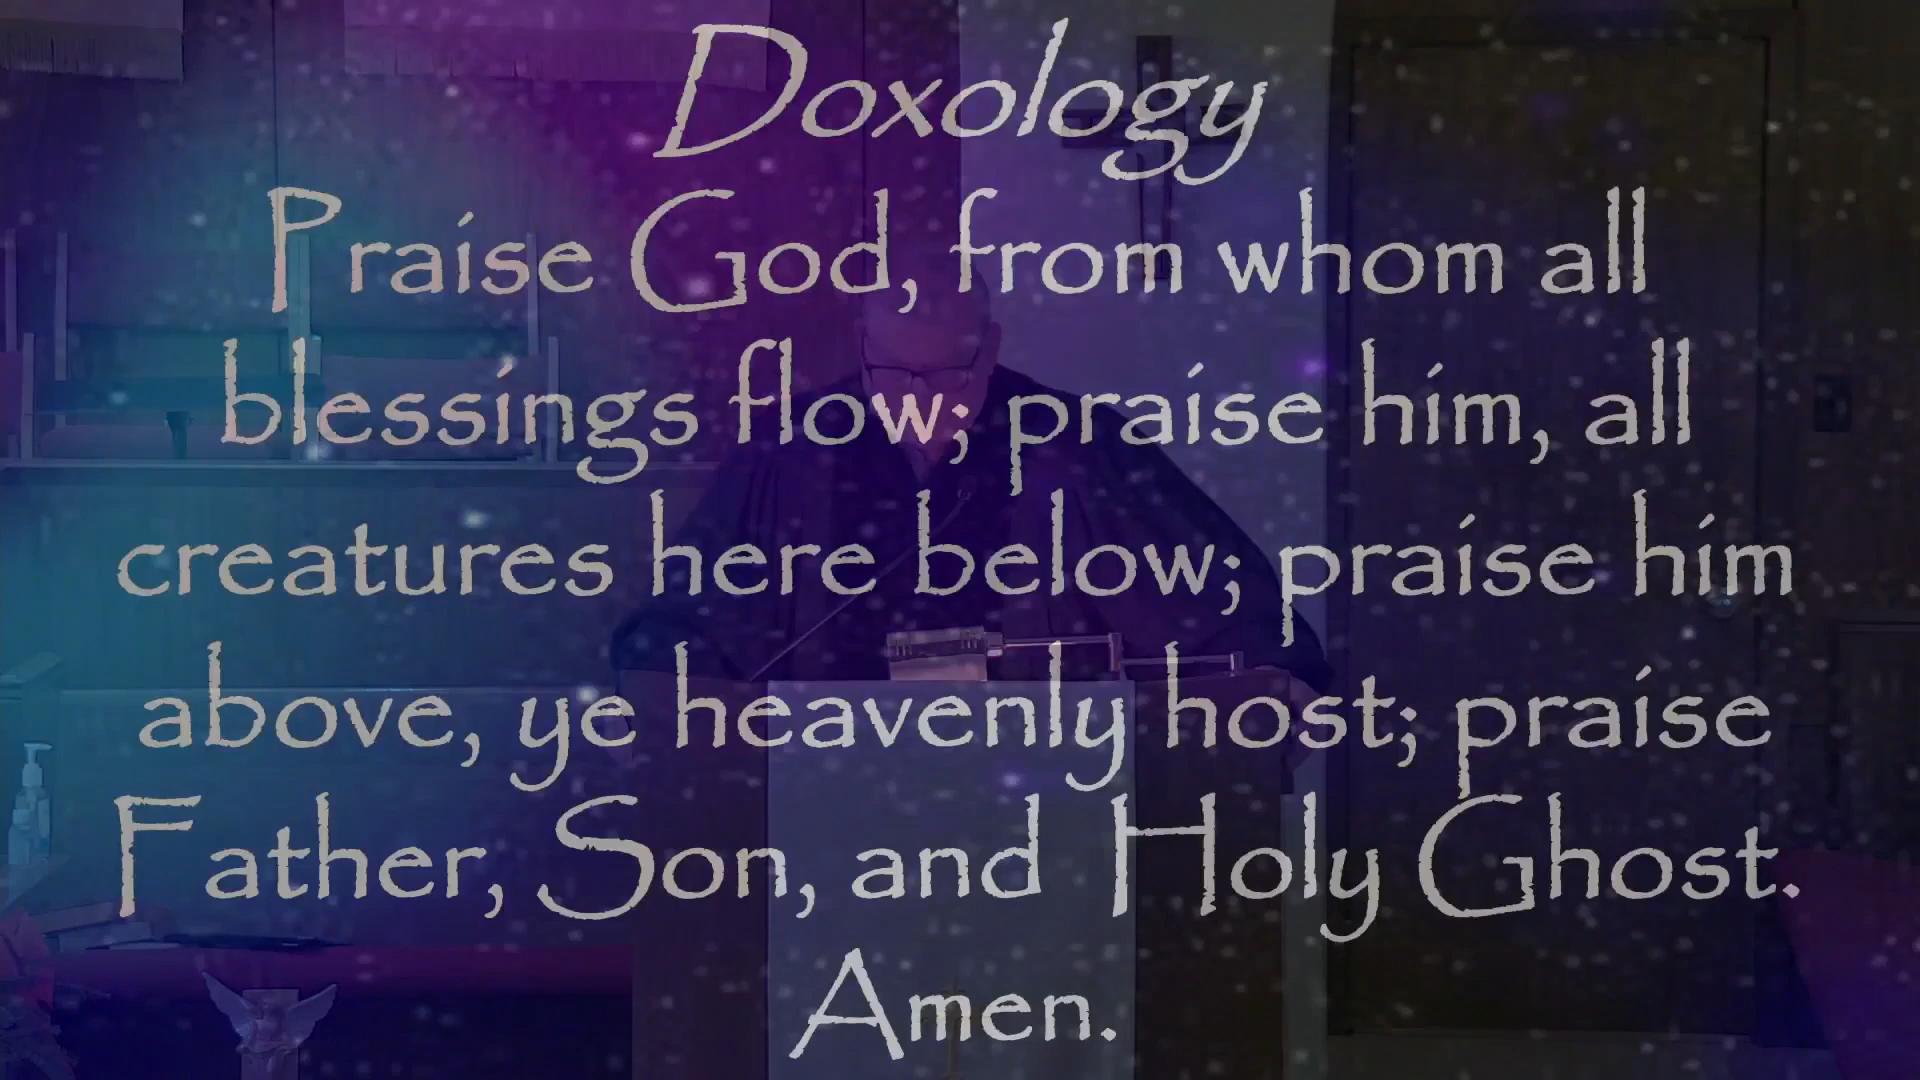 Doxology
Praise God, from whom all
blessings flow; praise him, all
creatures here below; praise him
above, ye heavenly host; praise
Father, Son, and Holy Ghost.
Amen.